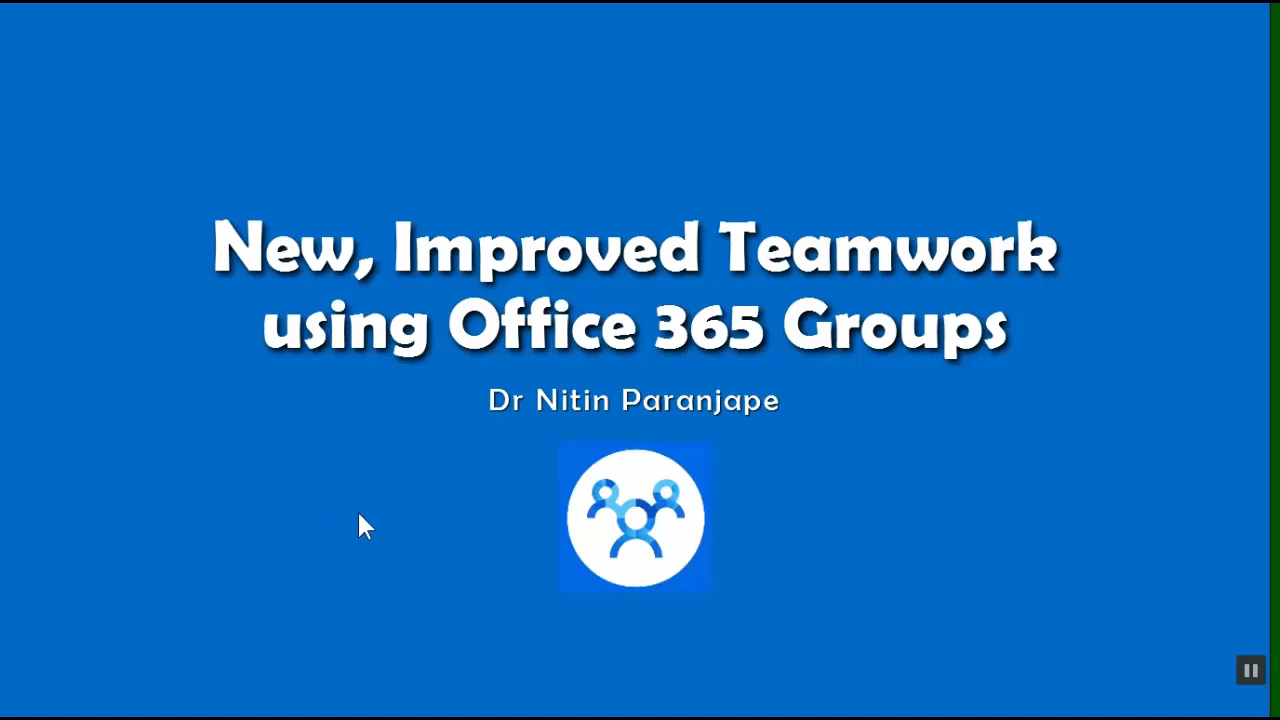 New, Improved Teamwork
using Office 365 Groups
Dr Nitin Paranjape